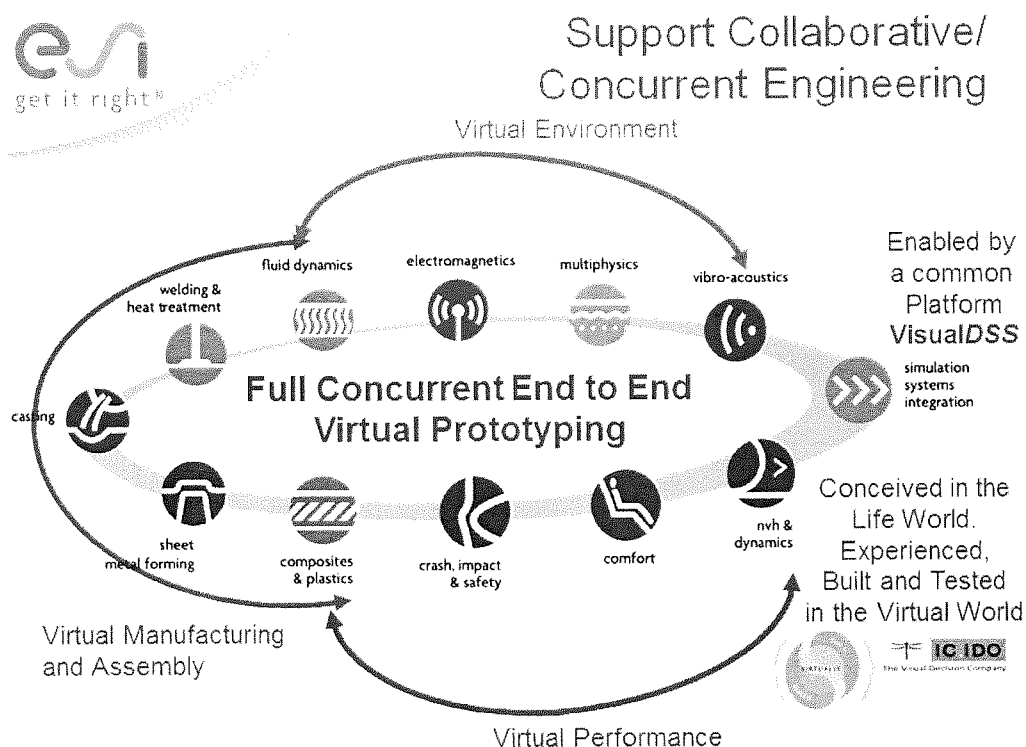 esi
get it right®
Support Collaborative/
Concurrent Engineering
Virtual Environment
fluid dynamics
electromagnetics
multiphysics
vibro-acoustics
welding &
heat treatment
Enabled by
a common
Platform
VisualDSS
simulation
systems
integration
casting
Full Concurrent End to End
Virtual Prototyping
sheet
metal forming
composites
& plastics
crash, impact
& safety
comfort
nvh &
dynamics
Conceived in the
Life World.
Experienced,
Built and Tested
in the Virtual World
Virtual Manufacturing
and Assembly
IC IDO
The Visual Decision Company
Virtual Performance